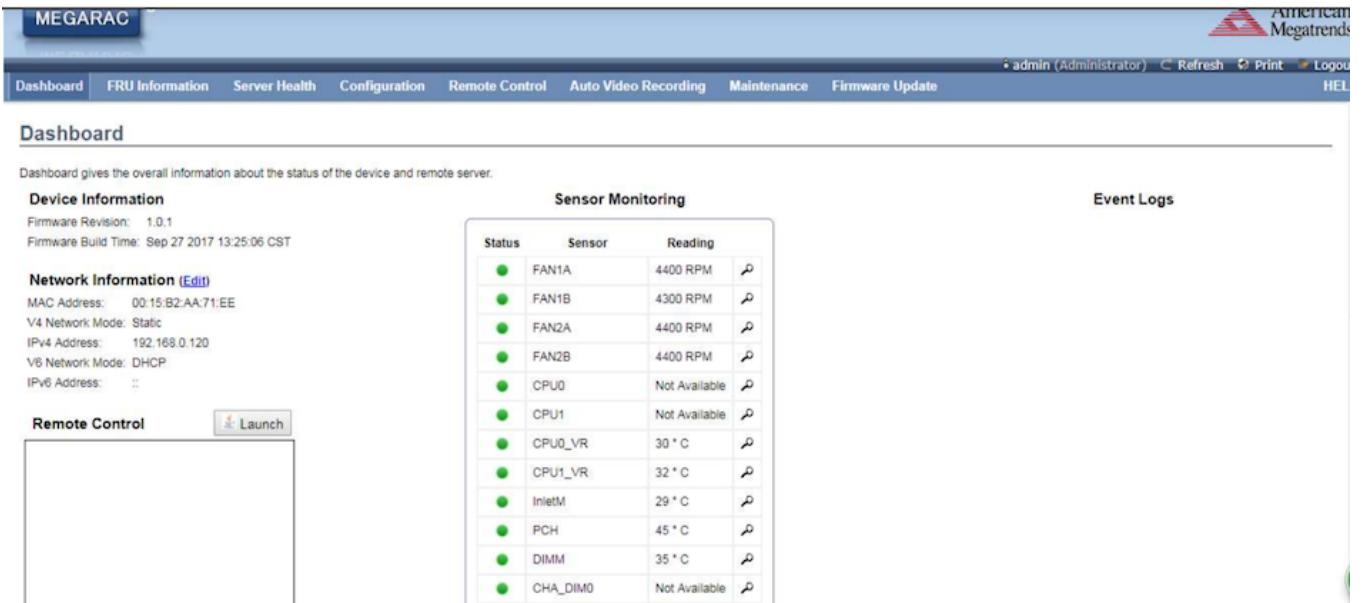 MEGARAC
American
Megatrends
admin (Administrator) Refresh Print Logou
Dashboard FRU Information Server Health Configuration Remote Control Auto Video Recording Maintenance Firmware Update HEL
Dashboard
Dashboard gives the overall information about the status of the device and remote server.
Device Information
Firmware Revision: 1.0.1
Firmware Build Time: Sep 27 2017 13:25:06 CST
Network Information (Edit)
MAC Address: 00:15:B2:AA:71:EE
V4 Network Mode: Static
IPv4 Address: 192.168.0.120
V6 Network Mode: DHCP
IPv6 Address: ::
Remote Control Launch
Sensor Monitoring
Status Sensor Reading
FAN1A 4400 RPM
FAN1B 4300 RPM
FAN2A 4400 RPM
FAN2B 4400 RPM
CPU0 Not Available
CPU1 Not Available
CPU0_VR 30 ° C
CPU1_VR 32 ° C
InletM 29 ° C
PCH 45 ° C
DIMM 35 ° C
CHA_DIM0 Not Available
Event Logs